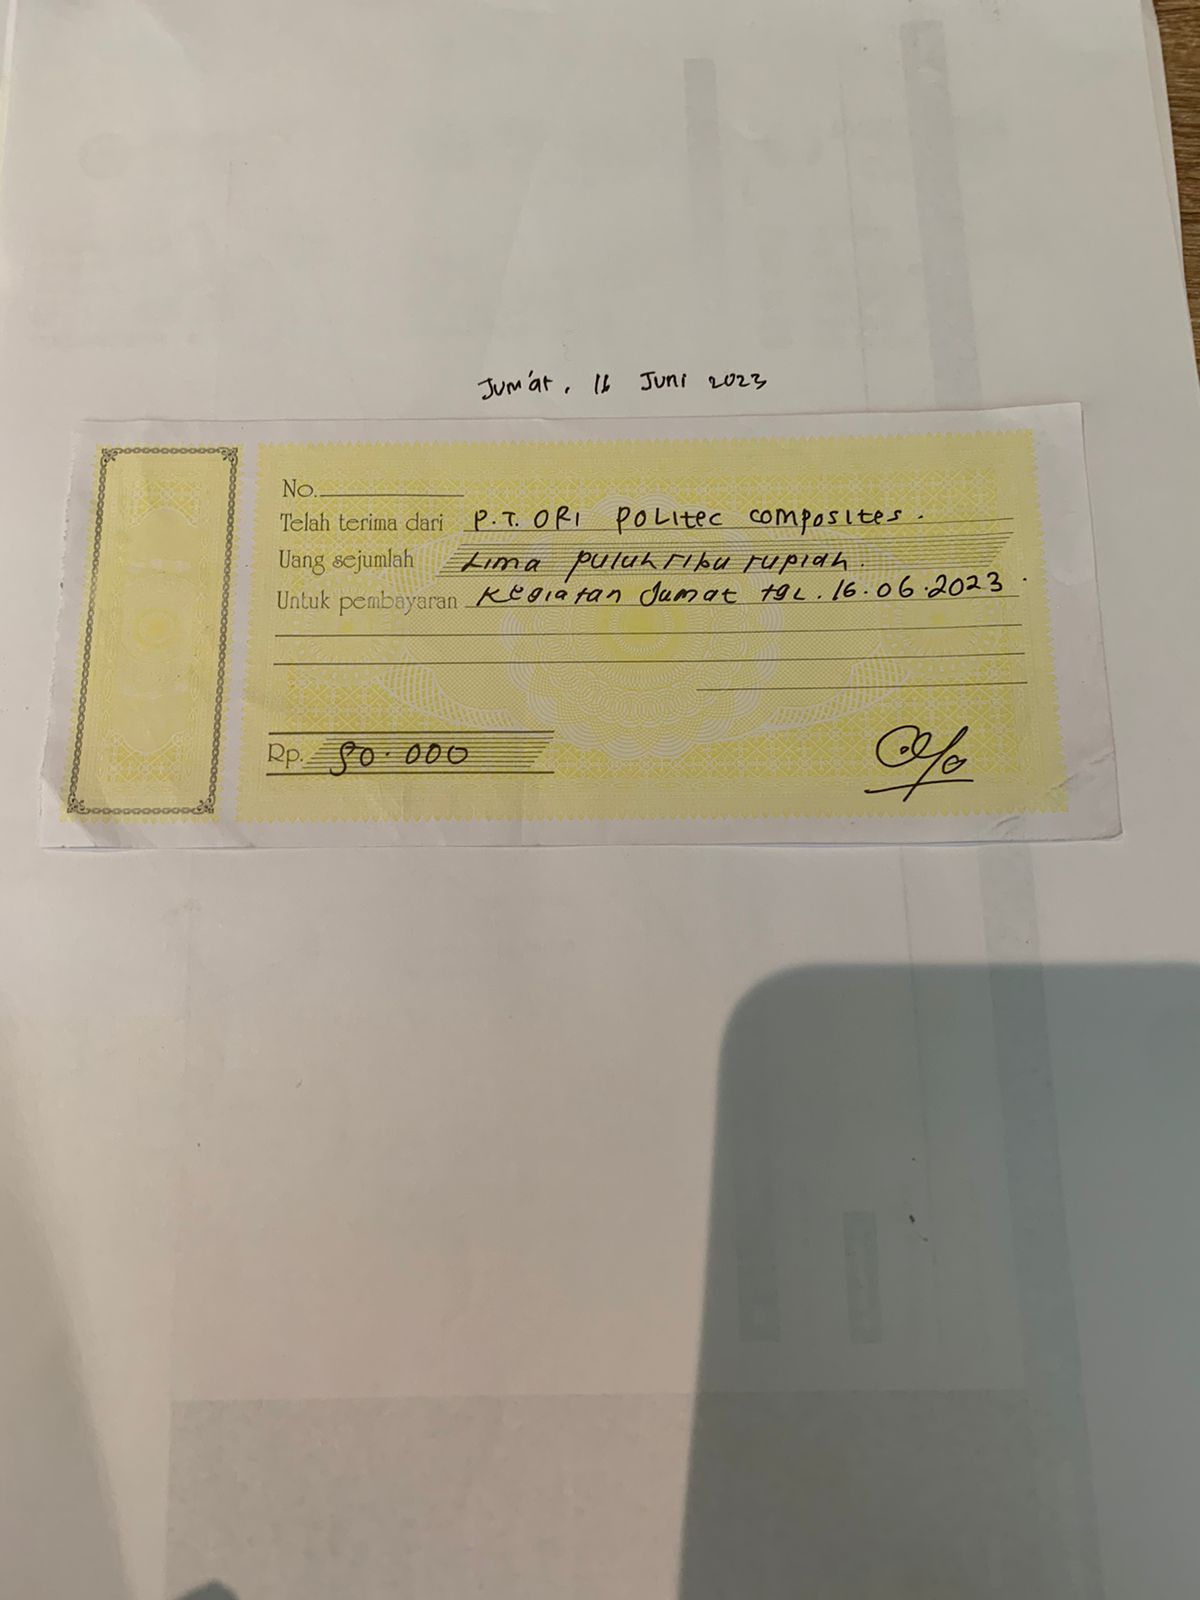 Jum'at, 16 Juni 2023
No.
Telah terima dari P.T. ORI POLITEC COMPOSITES.
Uang sejumlah Lima puluh ribu rupiah.
Untuk pembayaran Kegiatan Jumat tgl. 16.06.2023.
Rp. 50.000